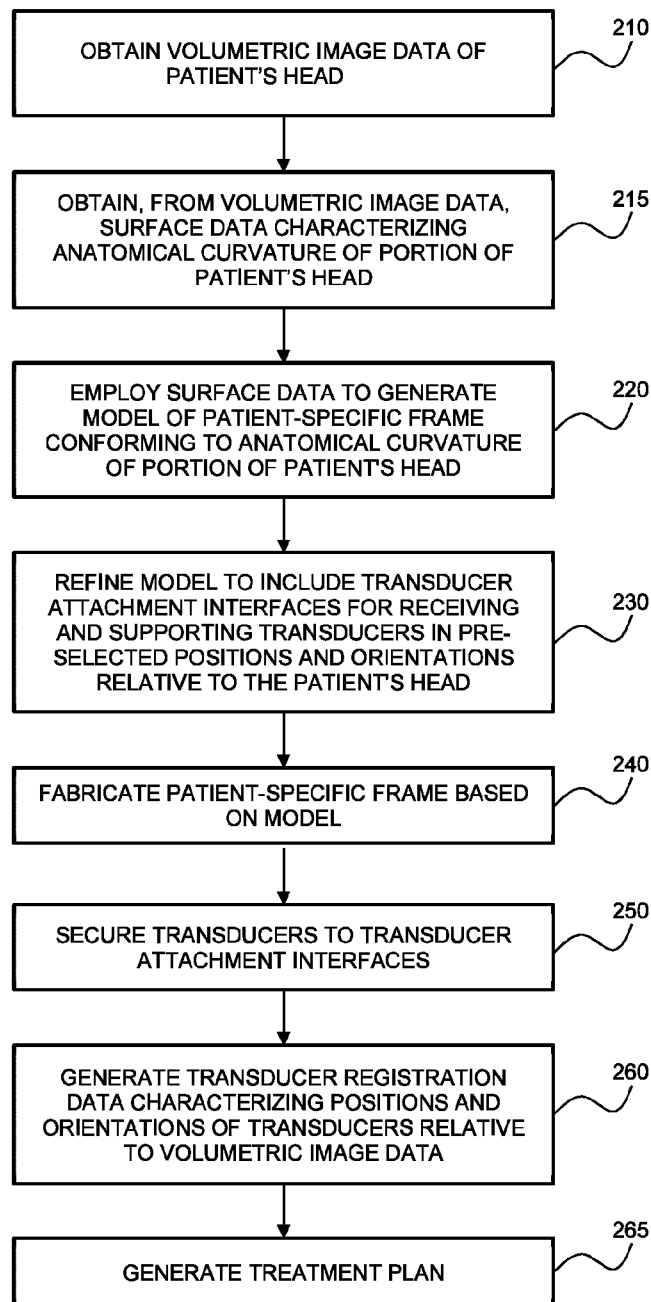 210
OBTAIN VOLUMETRIC IMAGE DATA OF
PATIENT'S HEAD
215
OBTAIN, FROM VOLUMETRIC IMAGE DATA,
SURFACE DATA CHARACTERIZING
ANATOMICAL CURVATURE OF PORTION OF
PATIENT'S HEAD
220
EMPLOY SURFACE DATA TO GENERATE
MODEL OF PATIENT-SPECIFIC FRAME
CONFORMING TO ANATOMICAL CURVATURE
OF PORTION OF PATIENT'S HEAD
230
REFINE MODEL TO INCLUDE TRANSDUCER
ATTACHMENT INTERFACES FOR RECEIVING
AND SUPPORTING TRANSDUCERS IN PRE-
SELECTED POSITIONS AND ORIENTATIONS
RELATIVE TO THE PATIENT'S HEAD
240
FABRICATE PATIENT-SPECIFIC FRAME BASED
ON MODEL
250
SECURE TRANSDUCERS TO TRANSDUCER
ATTACHMENT INTERFACES
260
GENERATE TRANSDUCER REGISTRATION
DATA CHARACTERIZING POSITIONS AND
ORIENTATIONS OF TRANSDUCERS RELATIVE
TO VOLUMETRIC IMAGE DATA
265
GENERATE TREATMENT PLAN